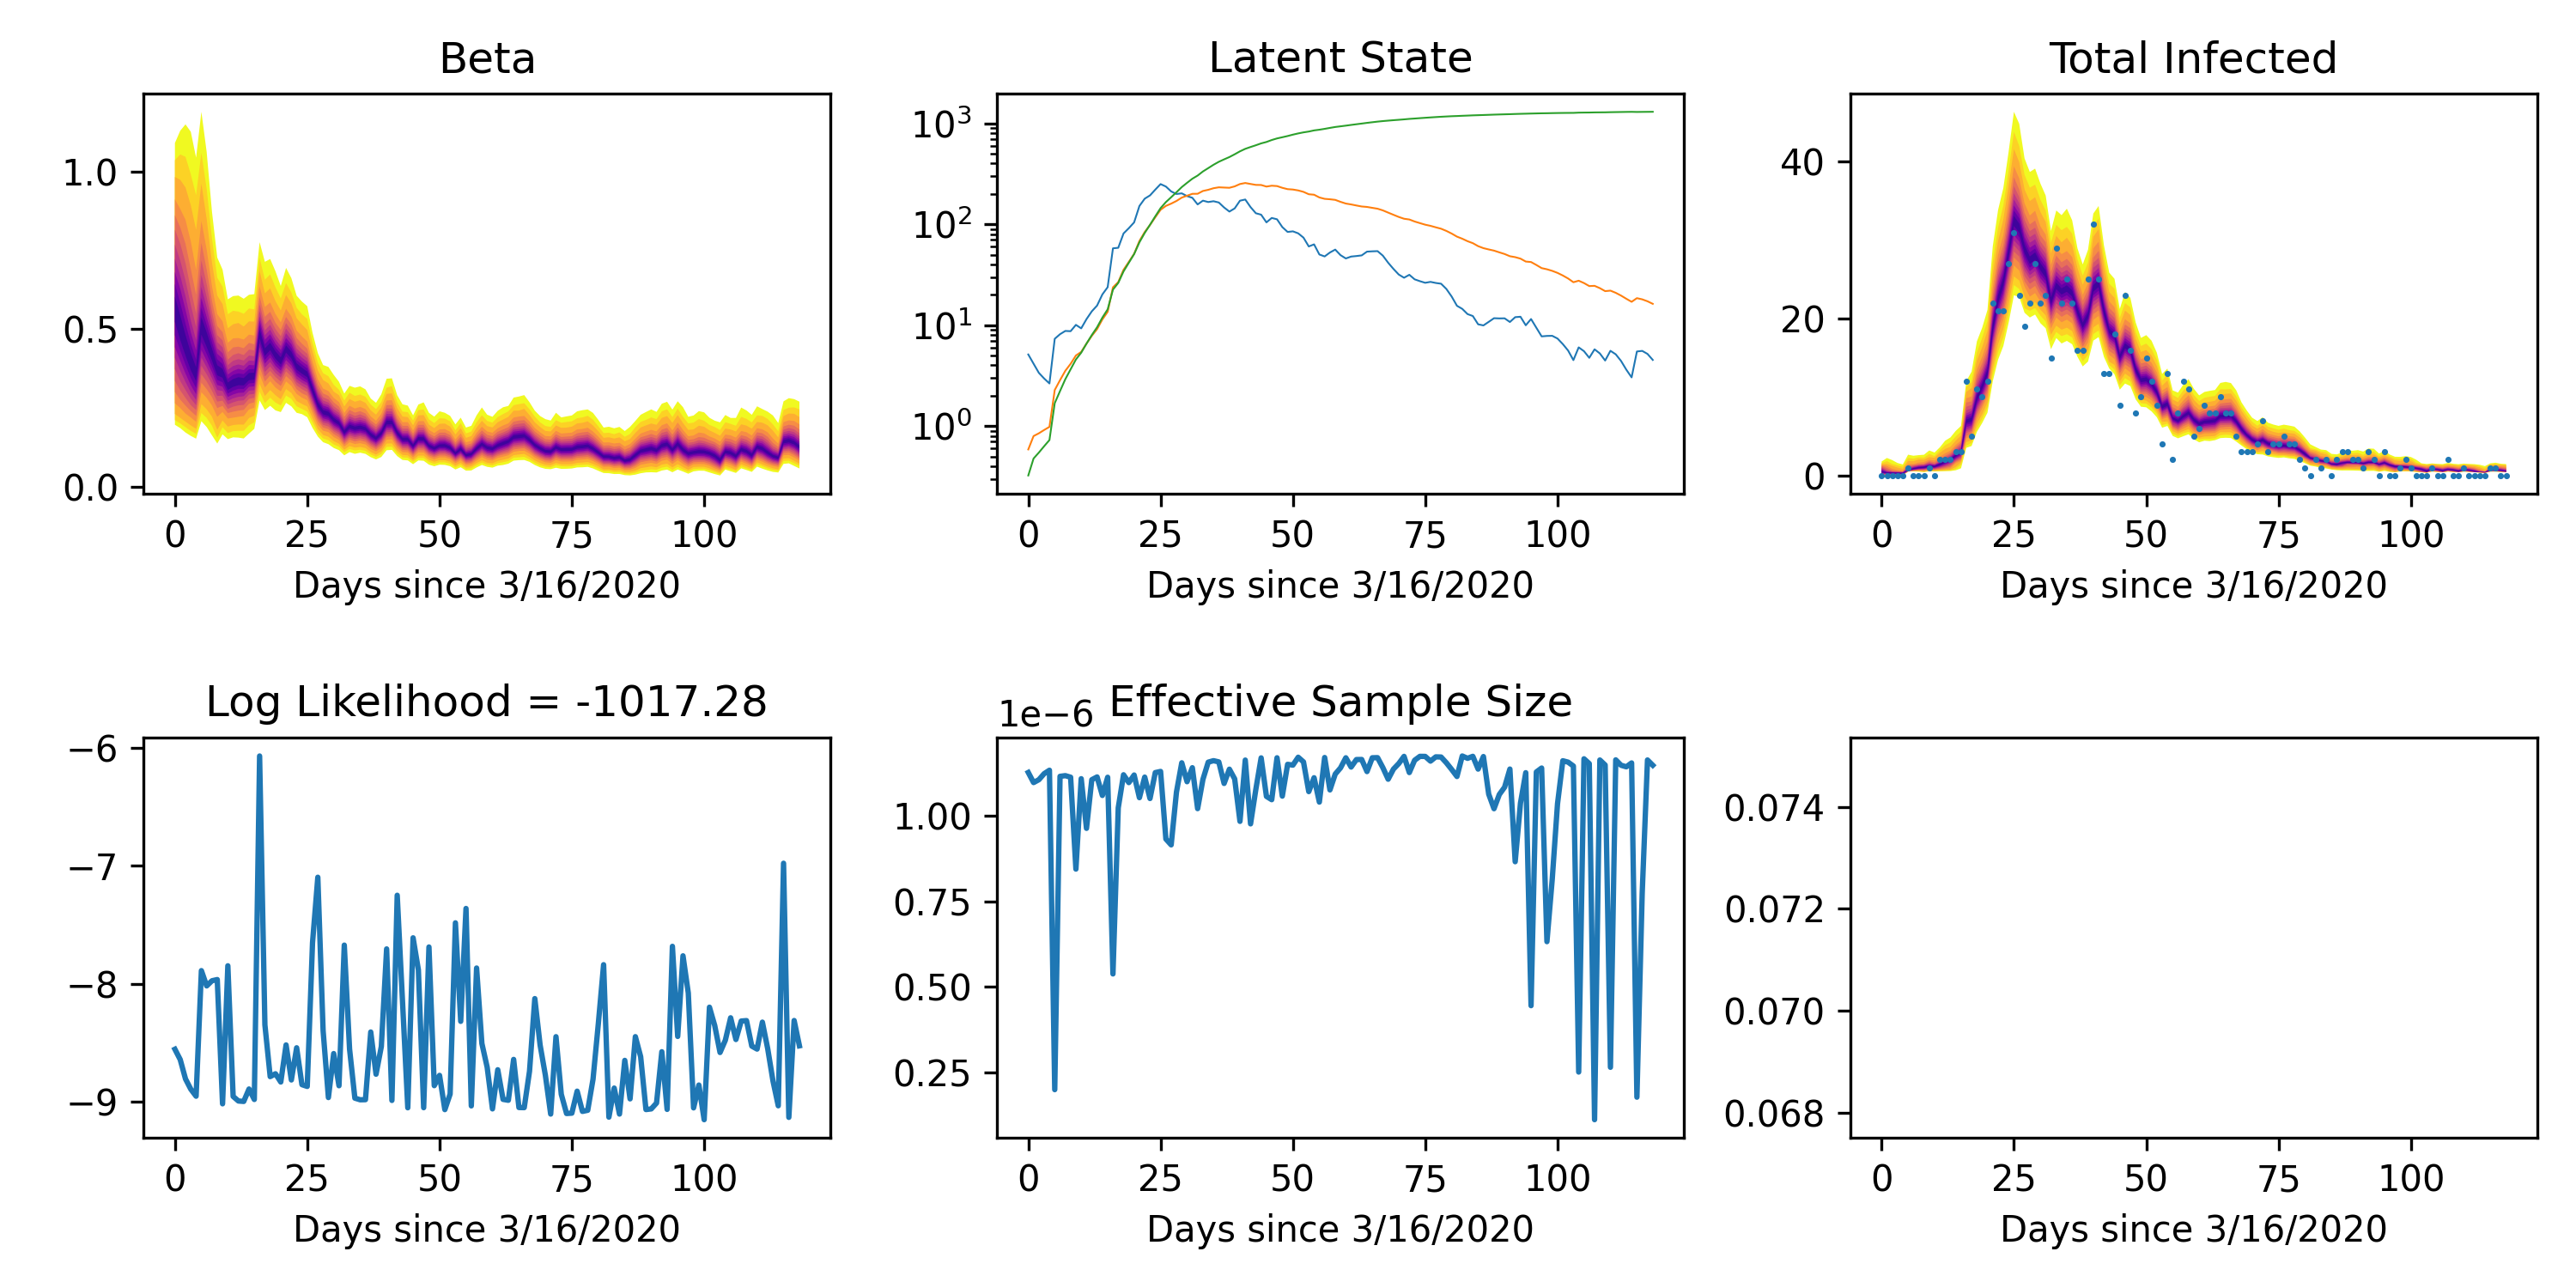 Beta
1.0
0.5
0.0
0 25 50 75 100
Days since 3/16/2020
Latent State
10³
10²
10¹
10⁰
0 25 50 75 100
Days since 3/16/2020
Total Infected
40
20
0
0 25 50 75 100
Days since 3/16/2020
Log Likelihood = -1017.28
−6
−7
−8
−9
0 25 50 75 100
Days since 3/16/2020
Effective Sample Size
1e−6
1.00
0.75
0.50
0.25
0 25 50 75 100
Days since 3/16/2020
0.074
0.072
0.070
0.068
0 25 50 75 100
Days since 3/16/2020